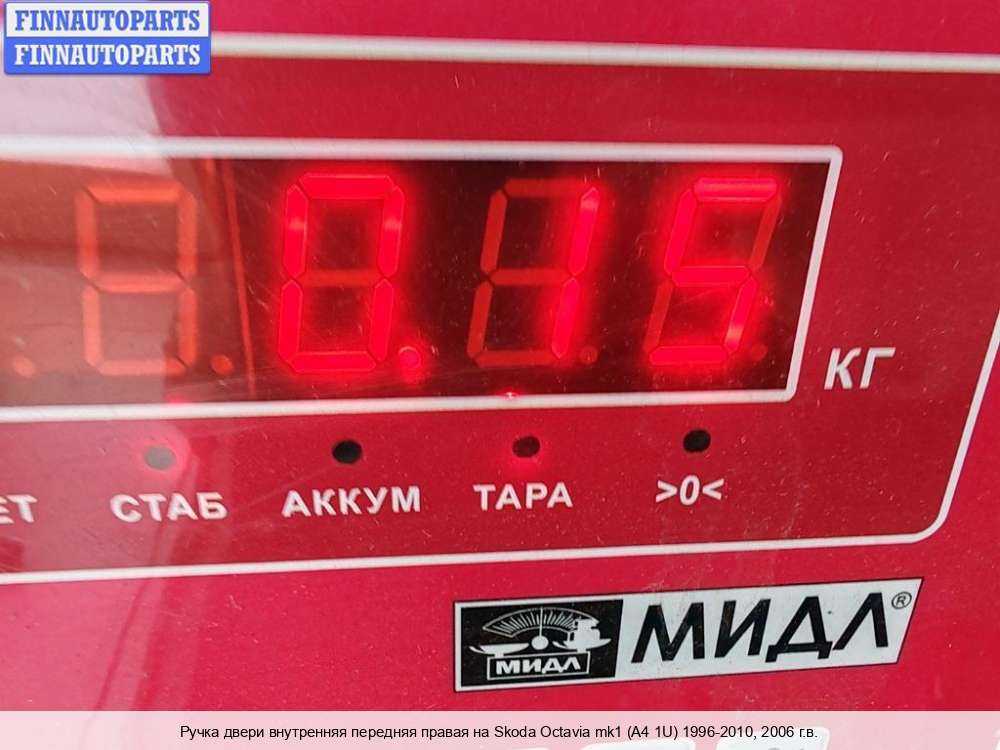 FINNAUTOPARTS
FINNAUTOPARTS
0.15
КГ
СТАБ АККУМ ТАРА >0<
МИДЛ МИДЛ®
Ручка двери внутренняя передняя правая на Skoda Octavia mk1 (A4 1U) 1996-2010, 2006 г.в.